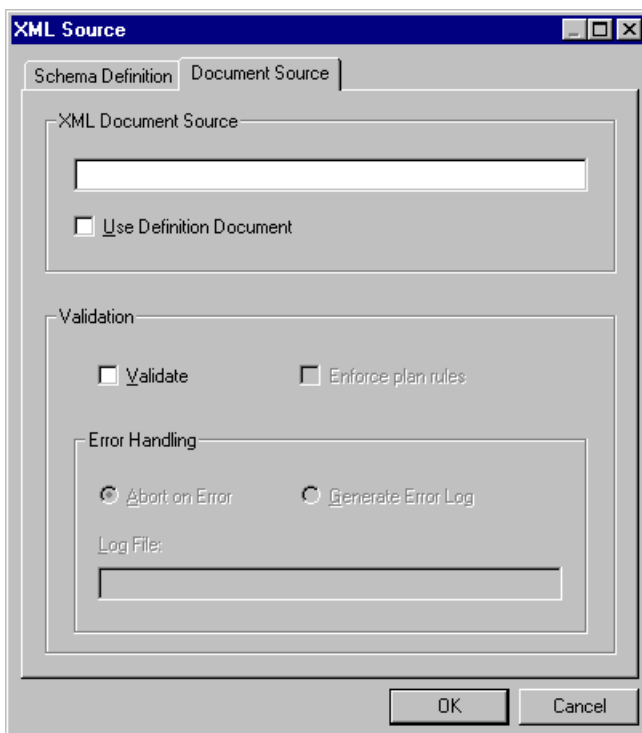 XML Source
Schema Definition Document Source
XML Document Source
Use Definition Document
Validation
Validate Enforce plan rules
Error Handling
Abort on Error Generate Error Log
Log File:
OK Cancel